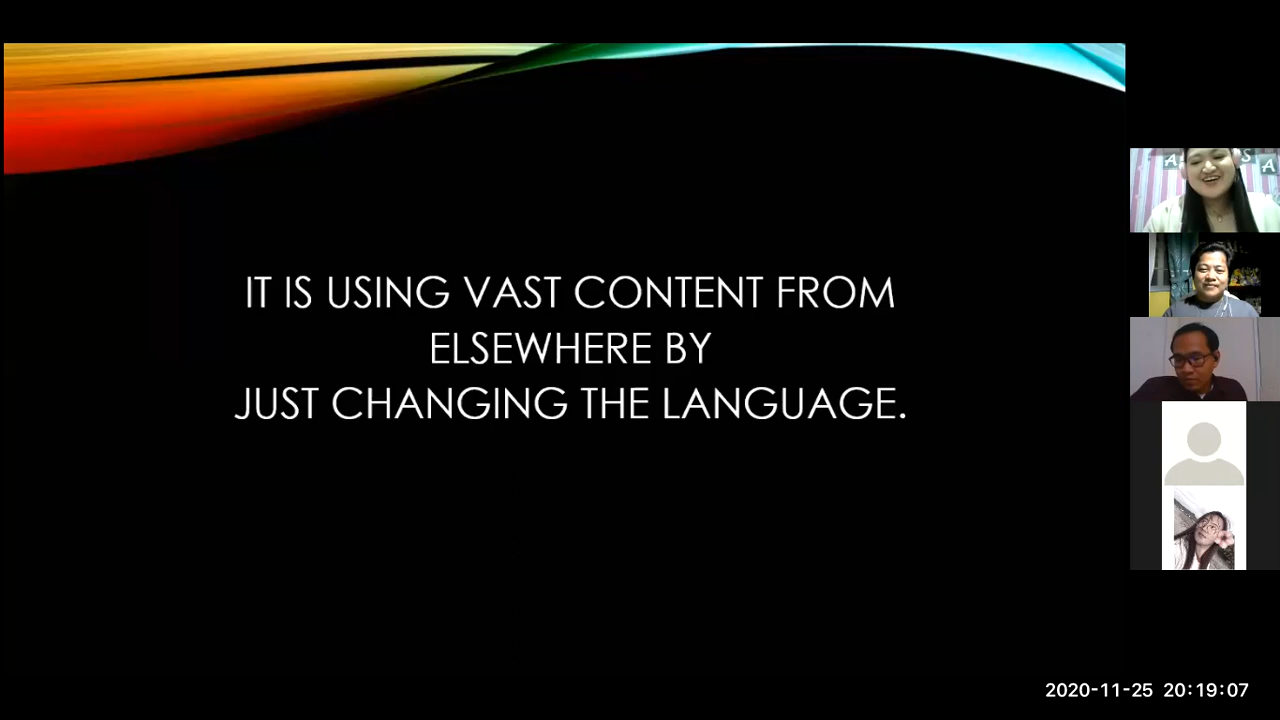 IT IS USING VAST CONTENT FROM
ELSEWHERE BY
JUST CHANGING THE LANGUAGE.
A S A
2020-11-25 20:19:07